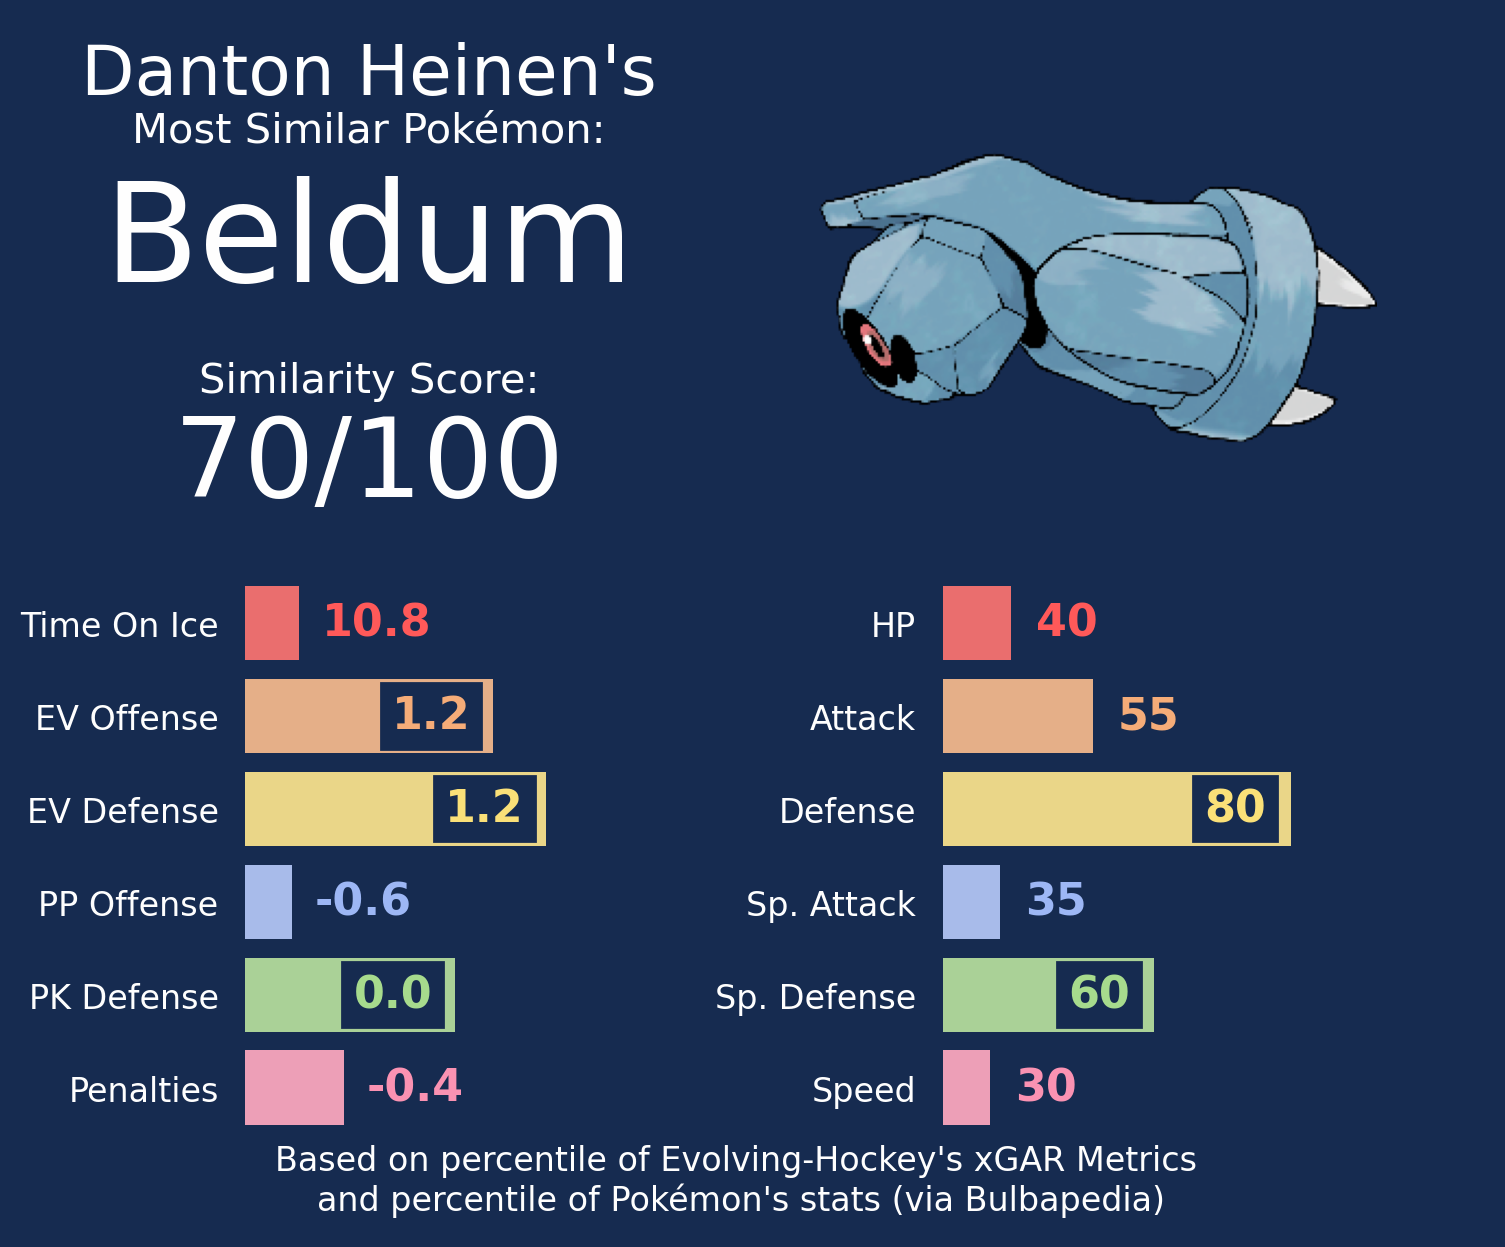 Danton Heinen's
Most Similar Pokémon:
Beldum
Similarity Score:
70/100
Time On Ice 10.8
EV Offense 1.2
EV Defense 1.2
PP Offense -0.6
PK Defense 0.0
Penalties -0.4
HP 40
Attack 55
Defense 80
Sp. Attack 35
Sp. Defense 60
Speed 30
Based on percentile of Evolving-Hockey's xGAR Metrics
and percentile of Pokémon's stats (via Bulbapedia)